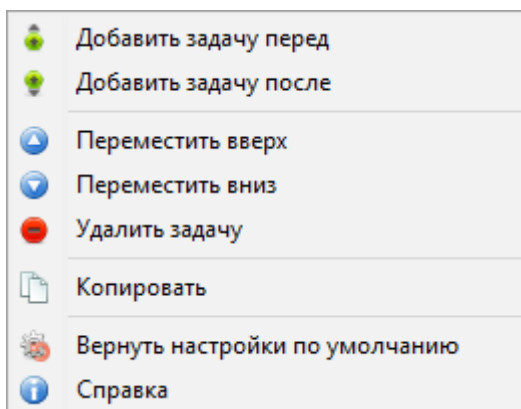 Добавить задачу перед
Добавить задачу после
Переместить вверх
Переместить вниз
Удалить задачу
Копировать
Вернуть настройки по умолчанию
Справка